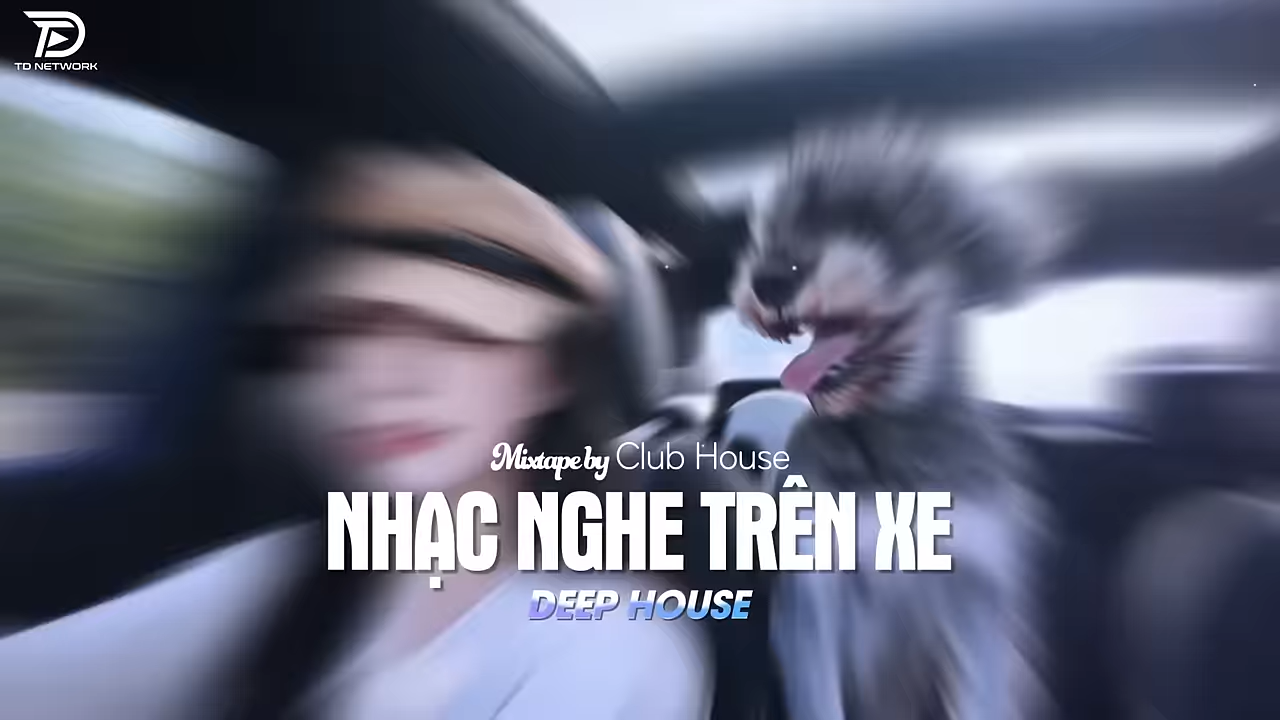 TD NETWORK
Mixtape by Club House
NHẠC NGHE TRÊN XE
DEEP HOUSE